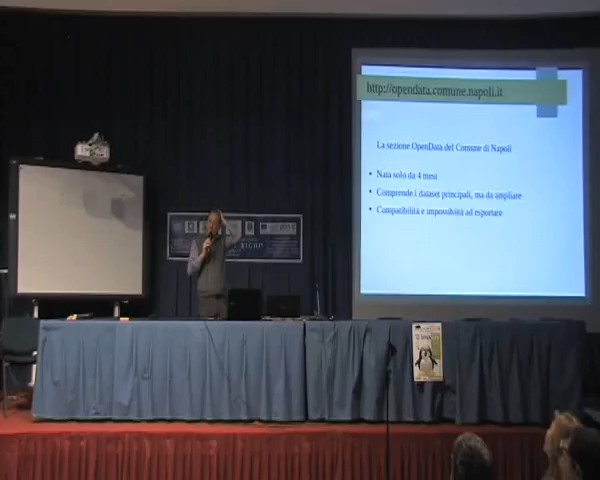 http://opendata.comune.napoli.it
La sezione OpenData del Comune di Napoli
• Nata solo da 4 mesi
• Comprende i dataset principali, ma da ampliare
• Compatibilità e impossibiltà ad esportare